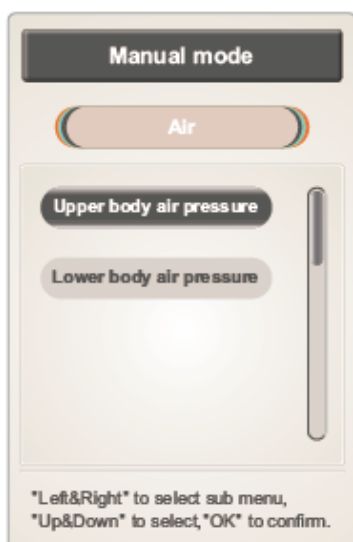 Manual mode
Air
Upper body air pressure
Lower body air pressure
"Left&Right" to select sub menu,
"Up&Down" to select,"OK" to confirm.